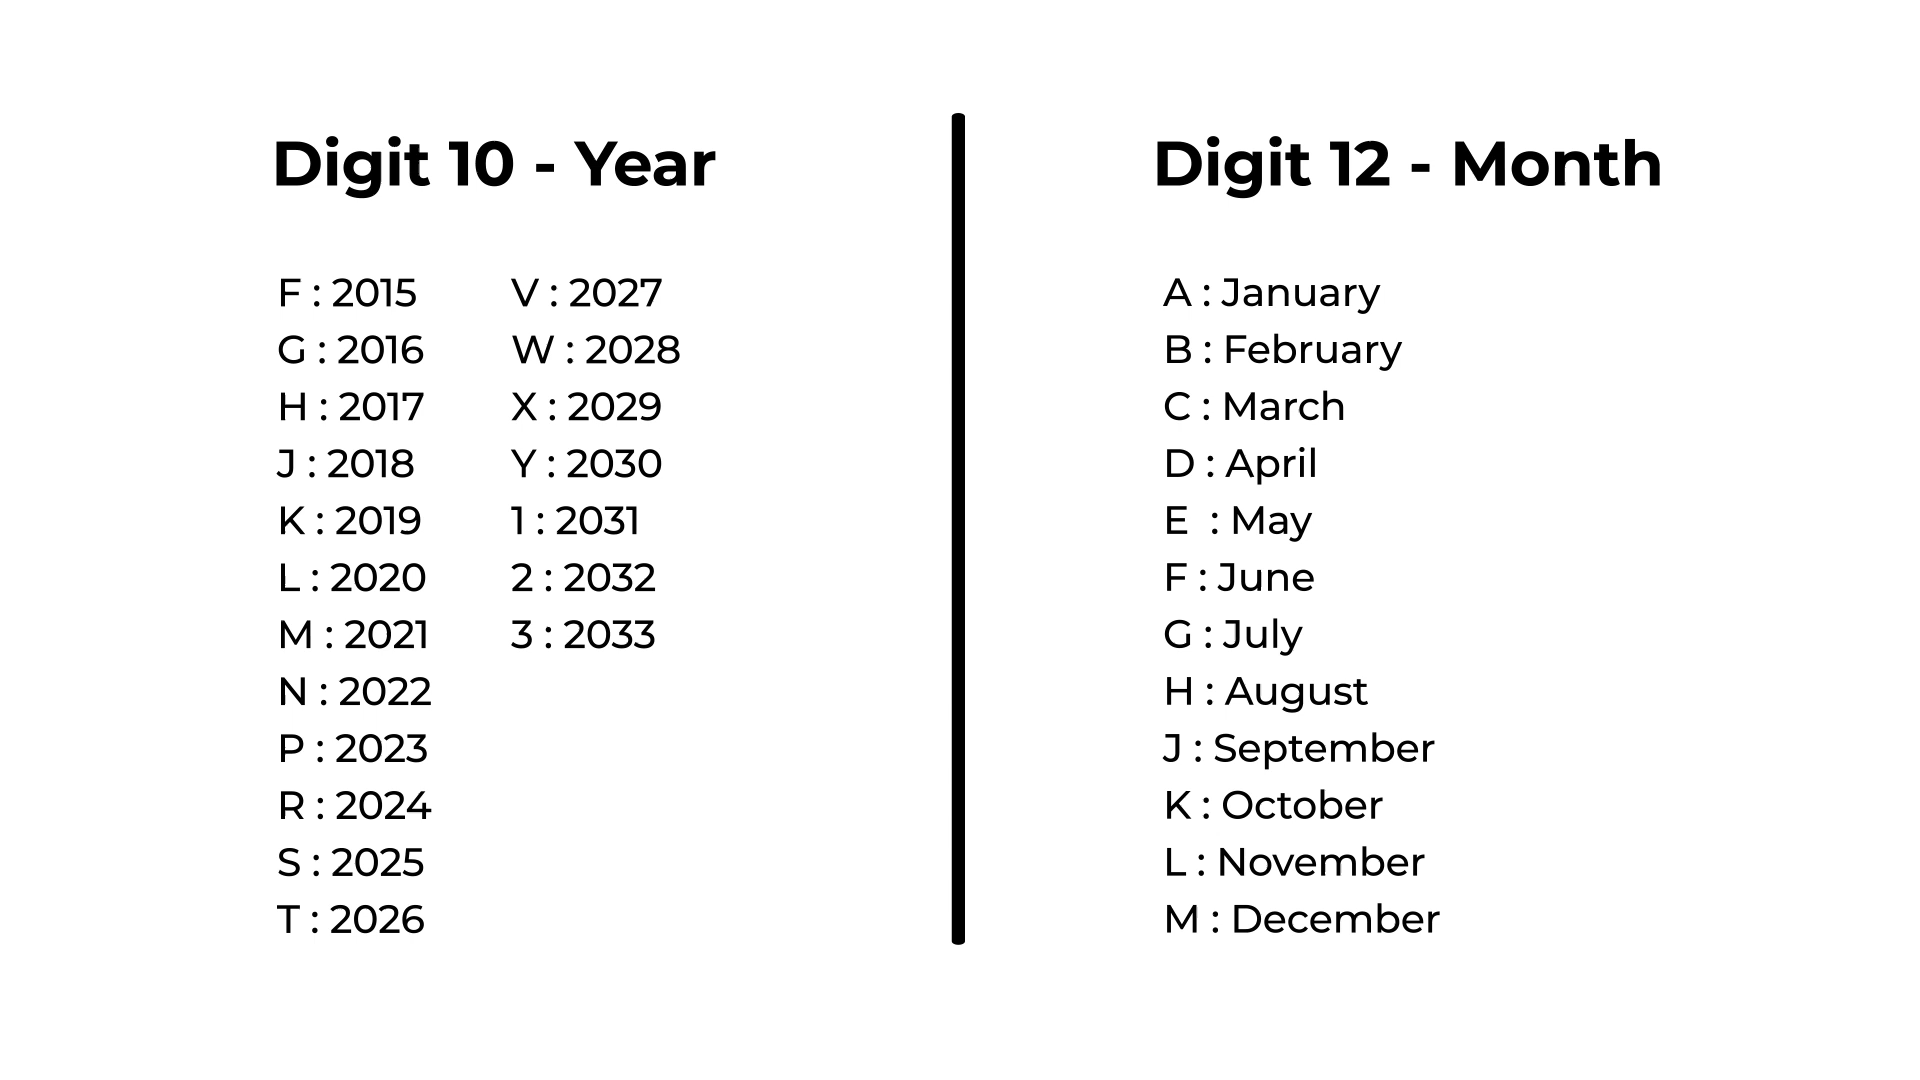 Digit 10 - Year
F : 2015
G : 2016
H : 2017
J : 2018
K : 2019
L : 2020
M : 2021
N : 2022
P : 2023
R : 2024
S : 2025
T : 2026
V : 2027
W : 2028
X : 2029
Y : 2030
1 : 2031
2 : 2032
3 : 2033
Digit 12 - Month
A : January
B : February
C : March
D : April
E : May
F : June
G : July
H : August
J : September
K : October
L : November
M : December